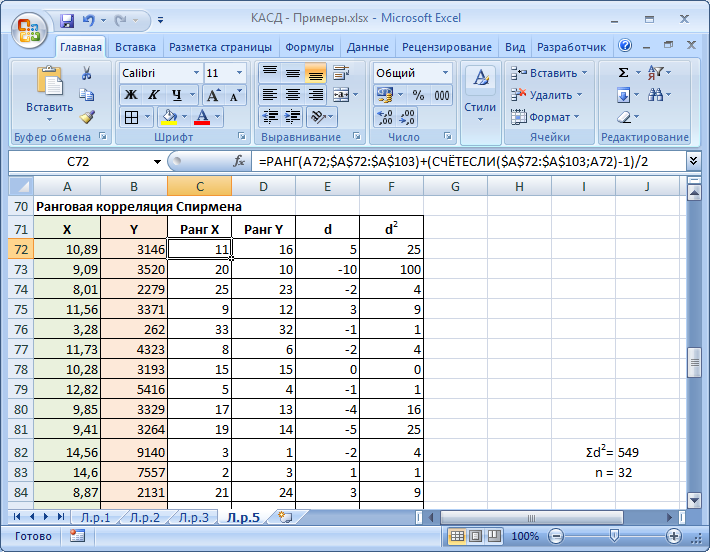 КАСД - Примеры.xlsx - Microsoft Excel
Главная Вставка Разметка страницы Формулы Данные Рецензирование Вид Разработчик
Calibri 11 Общий
Вставить Ж К Ч А А % 000 Стили Вставить Σ
Удалить
Формат
Буфер обмена Шрифт Выравнивание Число Ячейки Редактирование
C72 fx =РАНГ(A72;$A$72:$A$103)+(СЧЁТЕСЛИ($A$72:$A$103;A72)-1)/2
A B C D E F G H I J
70 Ранговая корреляция Спирмена
71 X Y Ранг X Ранг Y d d²
72 10,89 3146 11 16 5 25
73 9,09 3520 20 10 -10 100
74 8,01 2279 25 23 -2 4
75 11,56 3371 9 12 3 9
76 3,28 262 33 32 -1 1
77 11,73 4323 8 6 -2 4
78 10,28 3193 15 15 0 0
79 12,82 5416 5 4 -1 1
80 9,85 3329 17 13 -4 16
81 9,41 3264 19 14 -5 25
82 14,56 9140 3 1 -2 4 Σd²= 549
83 14,6 7557 2 3 1 1 n = 32
84 8,87 2131 21 24 3 9
Л.р.1 Л.р.2 Л.р.3 Л.р.5
Готово 100%